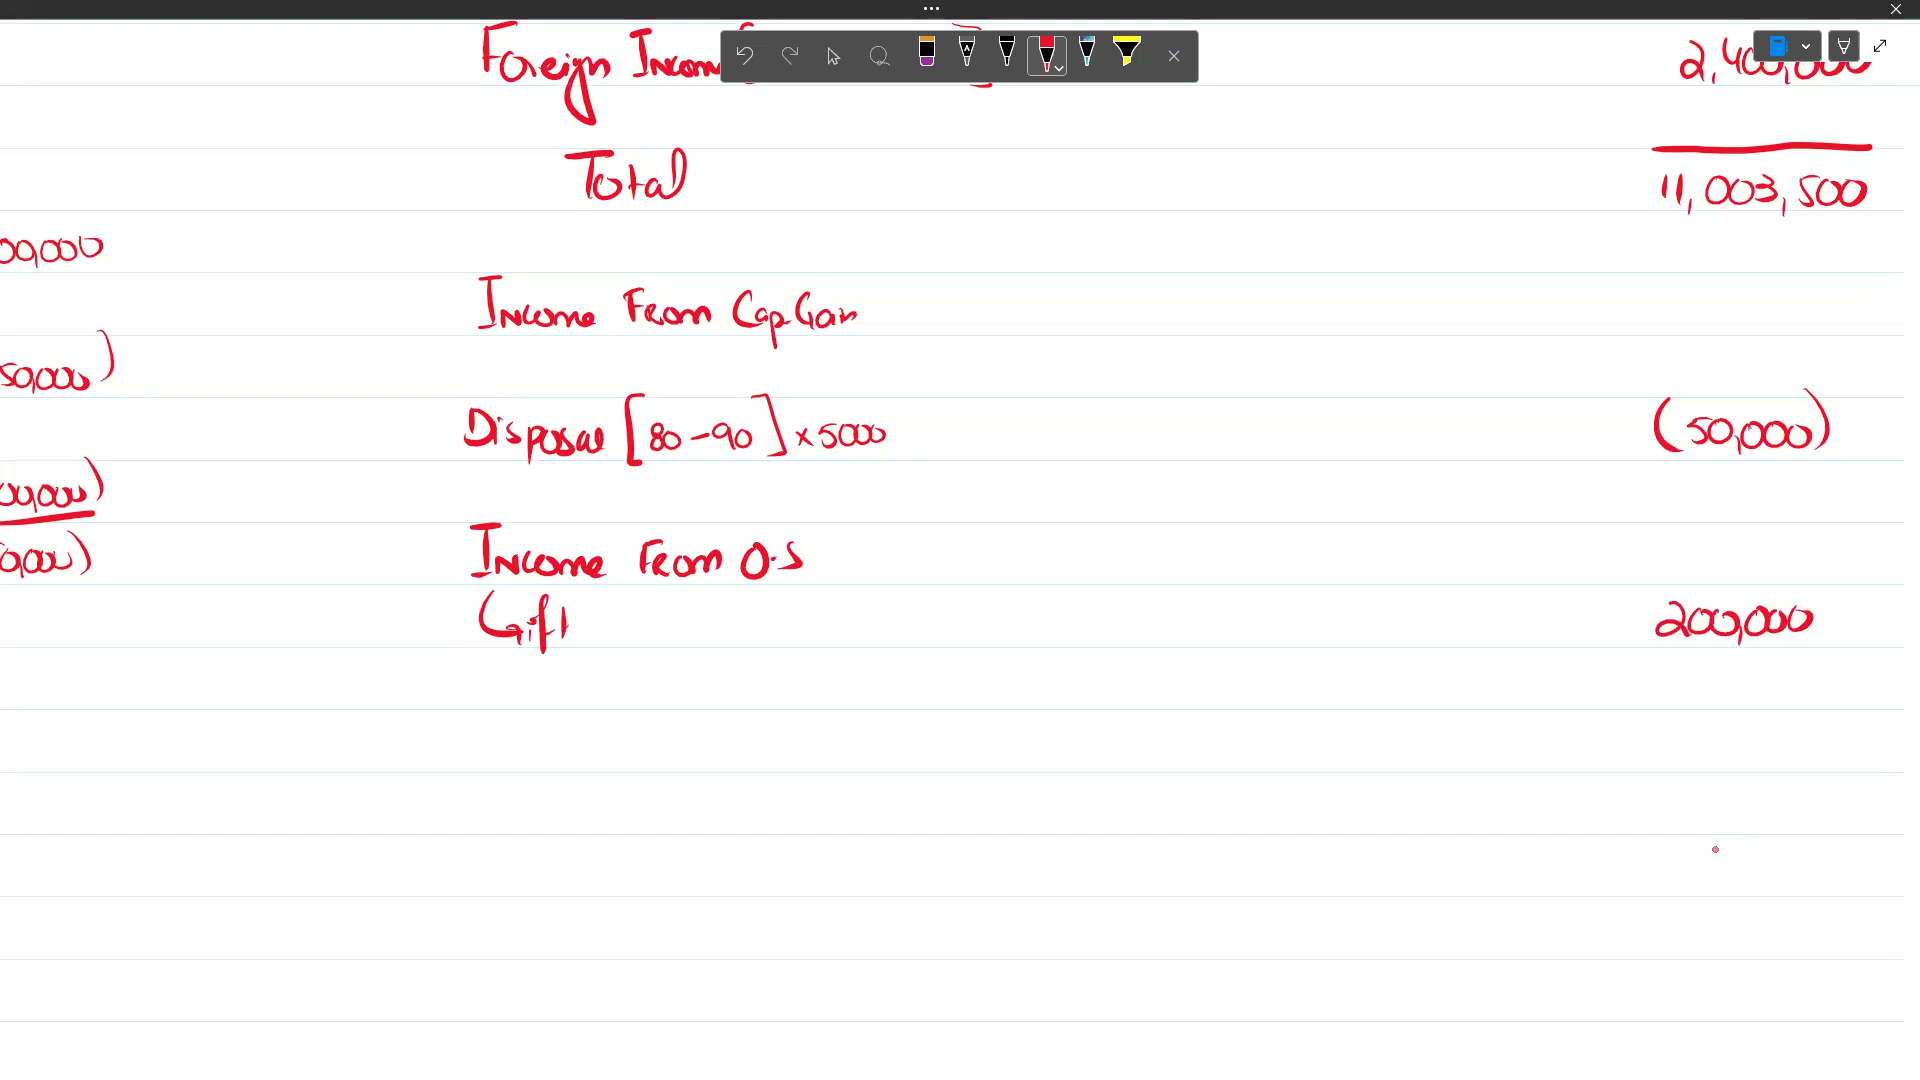 Foreign Incom
2,400,000
Total 11,003,500
00,000
Income From Cap Gain
50,000)
Disposal [80-90] x 5000 (50,000)
00,000)
Income From O.S
0,000)
Gift 200,000